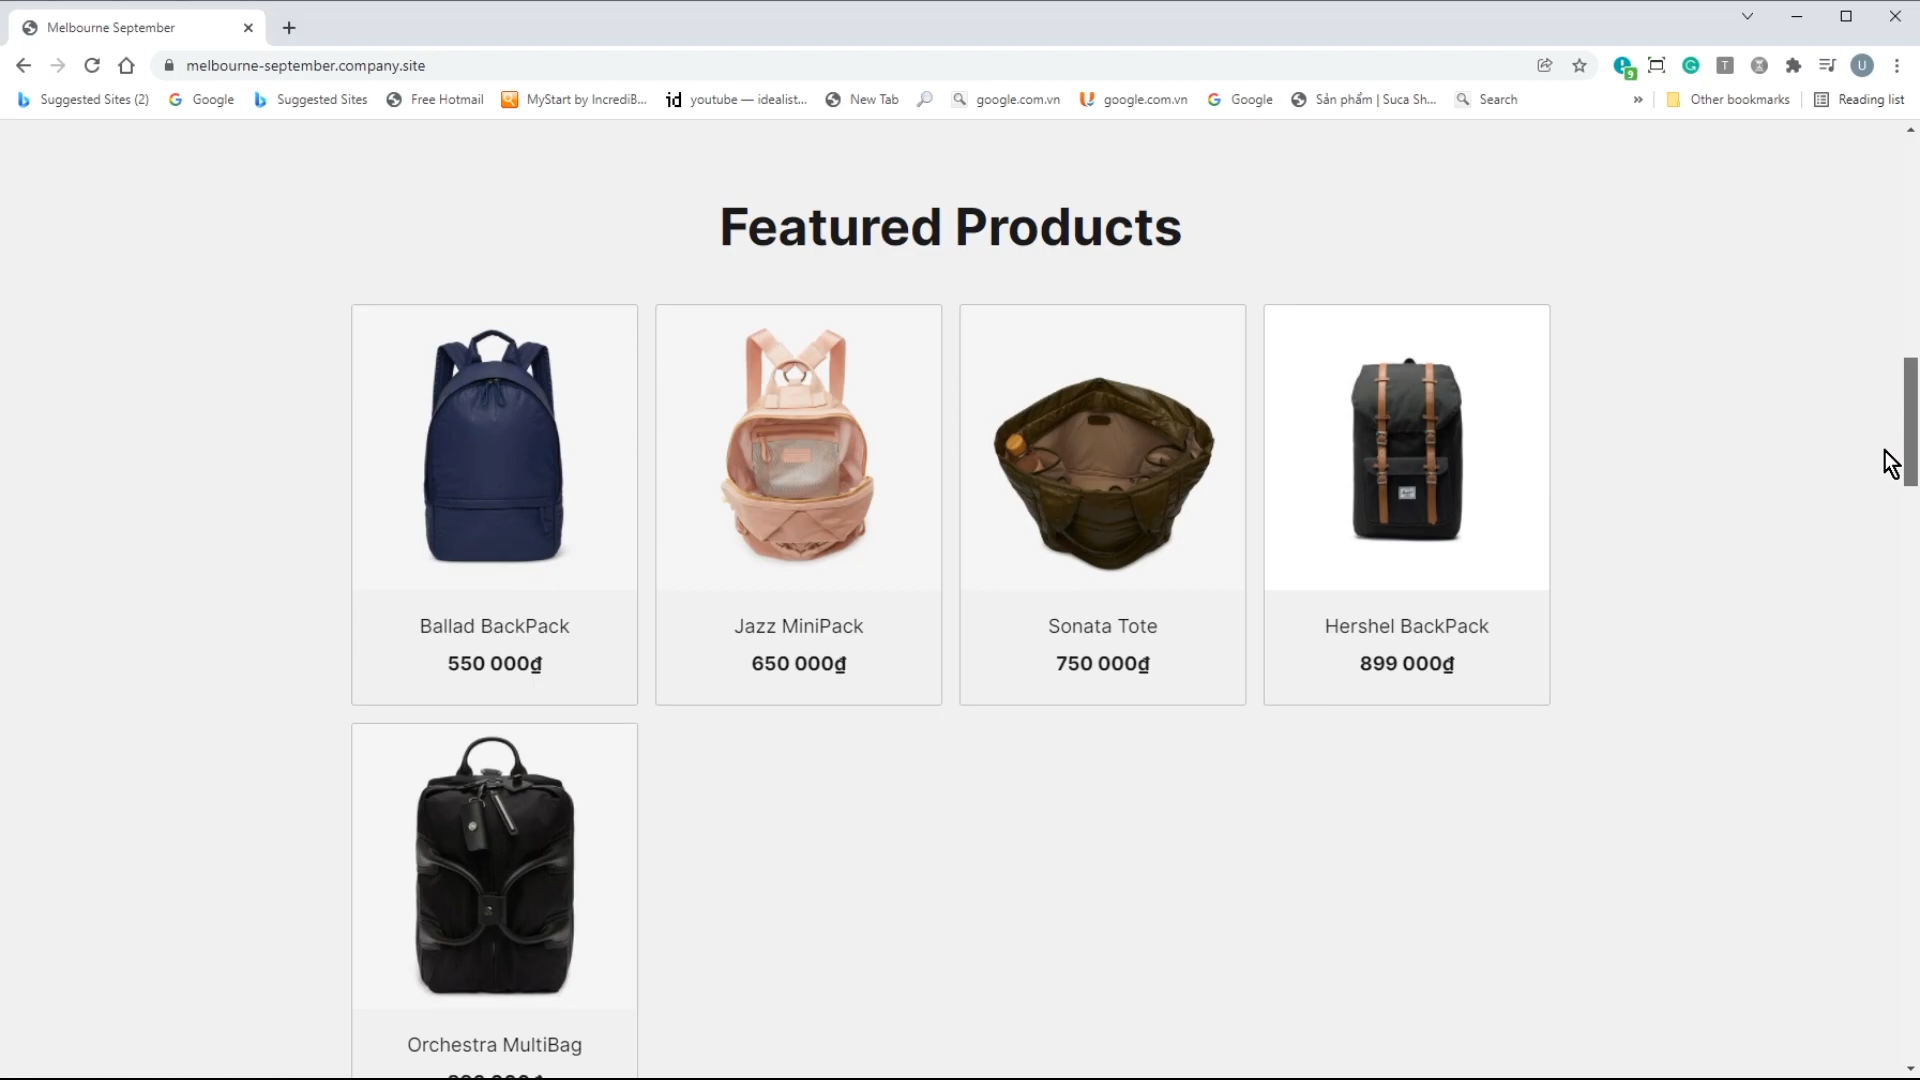 Melbourne September
melbourne-september.company.site
9
T
U
Suggested Sites (2)
Google
Suggested Sites
Free Hotmail
MyStart by IncrediB...
id
youtube — idealist...
New Tab
google.com.vn
google.com.vn
Google
Sản phẩm | Suca Sh...
Search
»
Other bookmarks
Reading list
Featured Products
Ballad BackPack
550 000₫
Jazz MiniPack
650 000₫
Sonata Tote
750 000₫
Hershel BackPack
899 000₫
Orchestra MultiBag